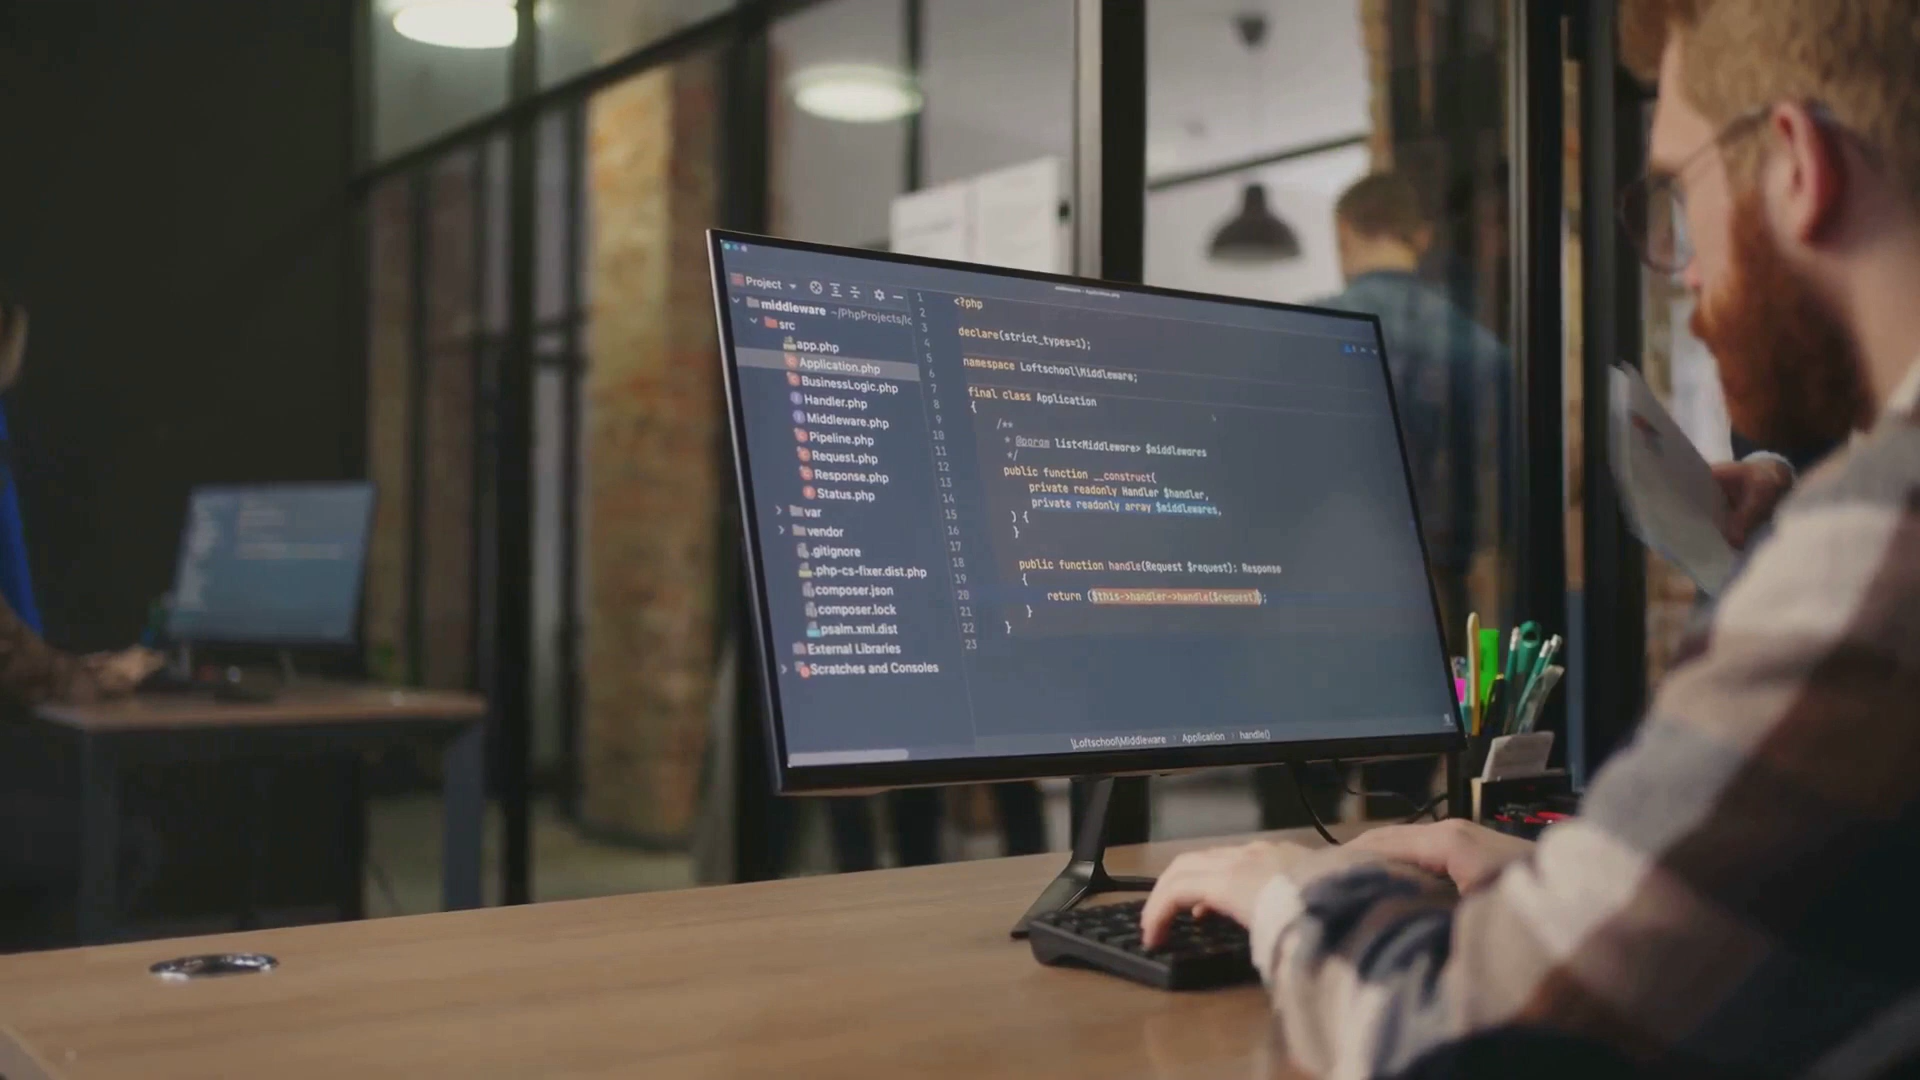 Project
middleware ~/PhpProjects/lo
src
app.php
Application.php
BusinessLogic.php
Handler.php
Middleware.php
Pipeline.php
Request.php
Response.php
Status.php
var
vendor
.gitignore
.php-cs-fixer.dist.php
composer.json
composer.lock
psalm.xml.dist
External Libraries
Scratches and Consoles
1 <?php
2
3 declare(strict_types=1);
4
5 namespace Loftschool\Middleware;
6
7 final class Application
8 {
9 /**
10 * @param list<Middleware> $middlewares
11 */
12 public function __construct(
13 private readonly Handler $handler,
14 private readonly array $middlewares,
15 ) {
16 }
17
18 public function handle(Request $request): Response
19 {
20 return ($this->handler->handle($request));
21 }
22 }
23
\Loftschool\Middleware Application handle()